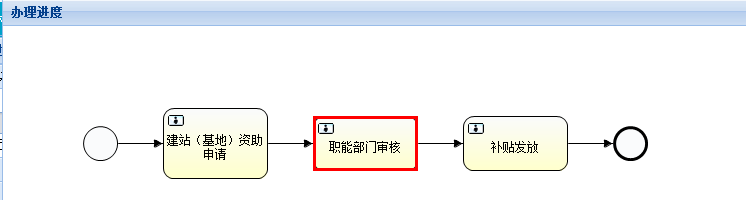 办理进度
建站（基地）资助
申请
职能部门审核
补贴发放